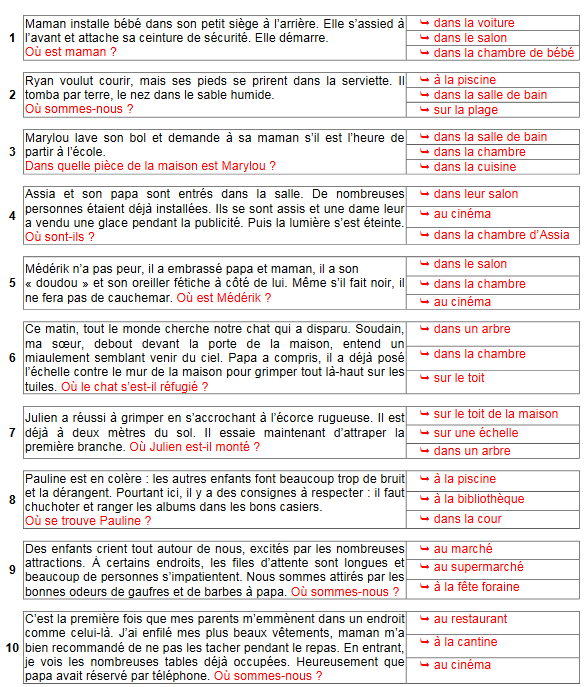 1
Maman installe bébé dans son petit siège à l'arrière. Elle s'assied à
l'avant et attache sa ceinture de sécurité. Elle démarre.
Où est maman ?
➥ dans la voiture
➥ dans le salon
➥ dans la chambre de bébé
2
Ryan voulut courir, mais ses pieds se prirent dans la serviette. Il
tomba par terre, le nez dans le sable humide.
Où sommes-nous ?
➥ à la piscine
➥ dans la salle de bain
➥ sur la plage
3
Marylou lave son bol et demande à sa maman s'il est l'heure de
partir à l'école.
Dans quelle pièce de la maison est Marylou ?
➥ dans la salle de bain
➥ dans la chambre
➥ dans la cuisine
4
Assia et son papa sont entrés dans la salle. De nombreuses
personnes étaient déjà installées. Ils se sont assis et une dame leur
a vendu une glace pendant la publicité. Puis la lumière s'est éteinte.
Où sont-ils ?
➥ dans leur salon
➥ au cinéma
➥ dans la chambre d'Assia
5
Médérik n'a pas peur, il a embrassé papa et maman, il a son
« doudou » et son oreiller fétiche à côté de lui. Même s'il fait noir, il
ne fera pas de cauchemar. Où est Médérik ?
➥ dans le salon
➥ dans la chambre
➥ au cinéma
6
Ce matin, tout le monde cherche notre chat qui a disparu. Soudain,
ma sœur, debout devant la porte de la maison, entend un
miaulement semblant venir du ciel. Papa a compris, il a déjà posé
l'échelle contre le mur de la maison pour grimper tout là-haut sur les
tuiles. Où le chat s'est-il réfugié ?
➥ dans un arbre
➥ dans la chambre
➥ sur le toit
7
Julien a réussi à grimper en s'accrochant à l'écorce rugueuse. Il est
déjà à deux mètres du sol. Il essaie maintenant d'attraper la
première branche. Où Julien est-il monté ?
➥ sur le toit de la maison
➥ sur une échelle
➥ dans un arbre
8
Pauline est en colère : les autres enfants font beaucoup trop de bruit
et la dérangent. Pourtant ici, il y a des consignes à respecter : il faut
chuchoter et ranger les albums dans les bons casiers.
Où se trouve Pauline ?
➥ à la piscine
➥ à la bibliothèque
➥ dans la cour
9
Des enfants crient tout autour de nous, excités par les nombreuses
attractions. À certains endroits, les files d'attente sont longues et
beaucoup de personnes s'impatientent. Nous sommes attirés par les
bonnes odeurs de gaufres et de barbes à papa. Où sommes-nous ?
➥ au marché
➥ au supermarché
➥ à la fête foraine
10
C'est la première fois que mes parents m'emmènent dans un endroit
comme celui-là. J'ai enfilé mes plus beaux vêtements, maman m'a
bien recommandé de ne pas les tacher pendant le repas. En entrant,
je vois les nombreuses tables déjà occupées. Heureusement que
papa avait réservé par téléphone. Où sommes-nous ?
➥ au restaurant
➥ à la cantine
➥ au cinéma